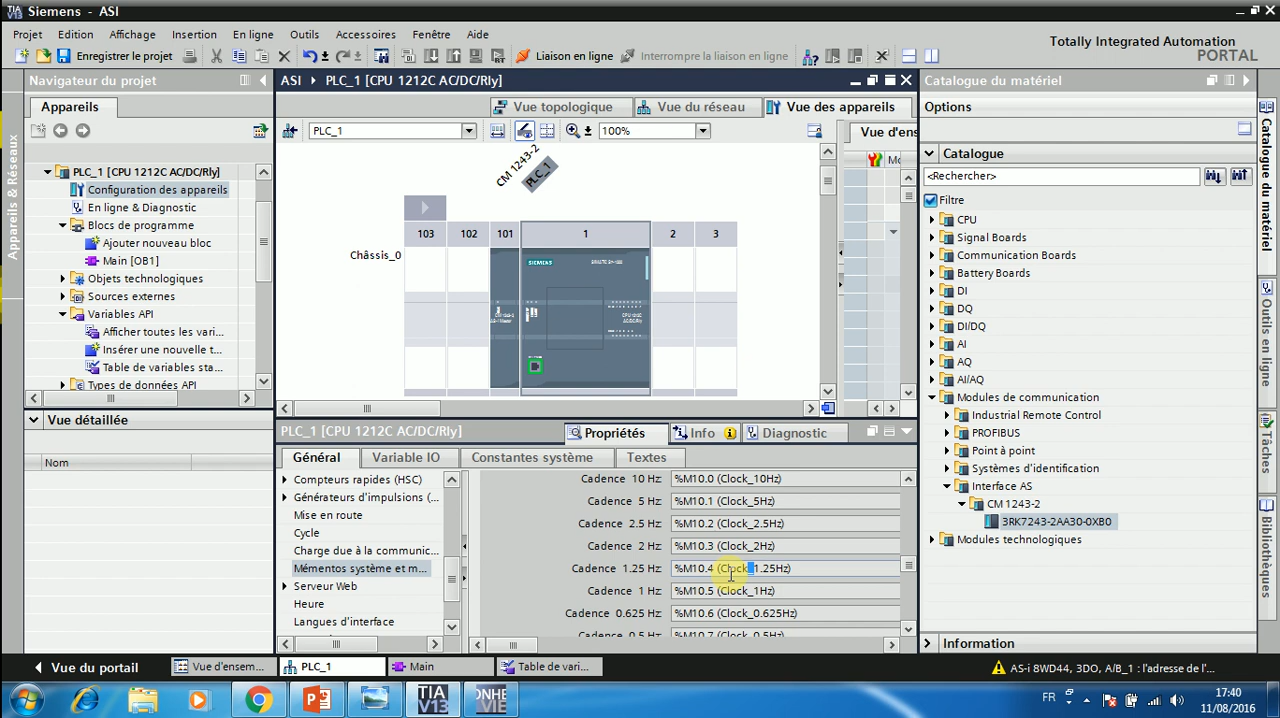 TIA
V13
Siemens - ASI
Projet Edition Affichage Insertion En ligne Outils Accessoires Fenêtre Aide
Enregistrer le projet
Liaison en ligne
Interrompre la liaison en ligne
Totally Integrated Automation
PORTAL
Navigateur du projet
Appareils
PLC_1 [CPU 1212C AC/DC/Rly]
Configuration des appareils
En ligne & Diagnostic
Blocs de programme
Ajouter nouveau bloc
Main [OB1]
Objets technologiques
Sources externes
Variables API
Afficher toutes les vari...
Insérer une nouvelle t...
Table de variables sta...
Types de données API
Appareils & Réseaux
Vue détaillée
Nom
ASI PLC_1 [CPU 1212C AC/DC/Rly]
Vue topologique
Vue du réseau
Vue des appareils
PLC_1
100%
Vue d'ens
Mo
CM 1243-2
PLC_1
103 102 101 1 2 3
Châssis_0
SIEMENS
PLC_1 [CPU 1212C AC/DC/Rly]
Propriétés
Info
Diagnostic
Général
Variable IO
Constantes système
Textes
Compteurs rapides (HSC)
Générateurs d'impulsions (...
Mise en route
Cycle
Charge due à la communic...
Mémentos système et m...
Serveur Web
Heure
Langues d'interface
Cadence 10 Hz: %M10.0 (Clock_10Hz)
Cadence 5 Hz: %M10.1 (Clock_5Hz)
Cadence 2.5 Hz: %M10.2 (Clock_2.5Hz)
Cadence 2 Hz: %M10.3 (Clock_2Hz)
Cadence 1.25 Hz: %M10.4 (Clock_1.25Hz)
Cadence 1 Hz: %M10.5 (Clock_1Hz)
Cadence 0.625 Hz: %M10.6 (Clock_0.625Hz)
Cadence 0.5 Hz: %M10.7 (Clock_0.5Hz)
Catalogue du matériel
Options
Catalogue
<Rechercher>
Filtre
CPU
Signal Boards
Communication Boards
Battery Boards
DI
DQ
DI/DQ
AI
AQ
AI/AQ
Modules de communication
Industrial Remote Control
PROFIBUS
Point à point
Systèmes d'identification
Interface AS
CM 1243-2
3RK7243-2AA30-0XB0
Modules technologiques
Information
Catalogue du matériel
Outils en ligne
Tâches
Bibliothèques
Vue du portail
Vue d'ensem...
PLC_1
Main
Table de vari...
AS-i 8WD44, 3DO, A/B_1 : l'adresse de l'...
TIA
V13
FR
17:40
11/08/2016